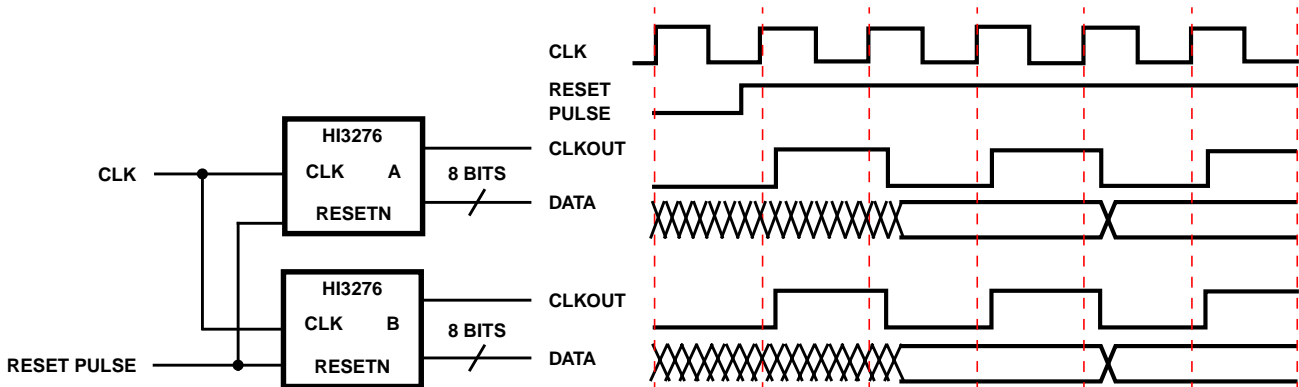 CLK
RESET
PULSE
HI3276
CLK A
RESETN
CLK
8 BITS
CLKOUT
DATA
HI3276
CLK B
RESETN
RESET PULSE
8 BITS
CLKOUT
DATA